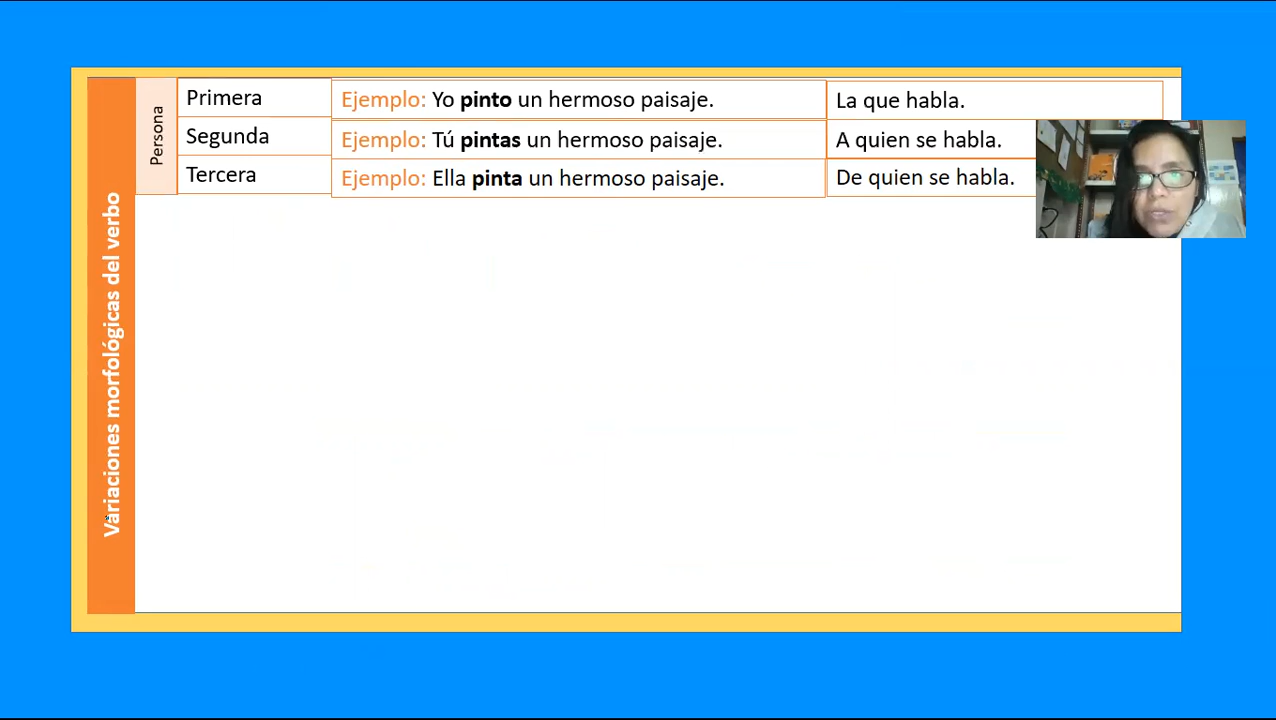 Variaciones morfológicas del verbo
Persona
Primera
Ejemplo: Yo pinto un hermoso paisaje.
La que habla.
Segunda
Ejemplo: Tú pintas un hermoso paisaje.
A quien se habla.
Tercera
Ejemplo: Ella pinta un hermoso paisaje.
De quien se habla.